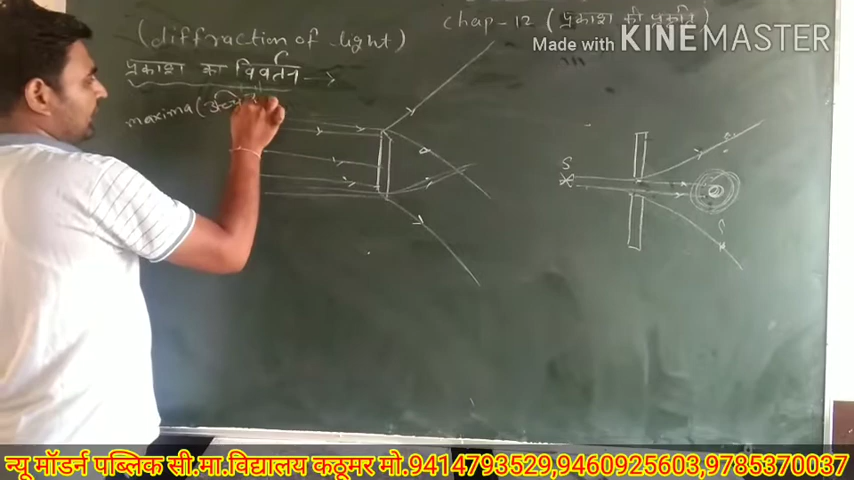 chap-12 (प्रकाश की प्रकृति)
Made with KINEMASTER
(diffraction of light)
प्रकाश का विवर्तन →
maxima (उच्चि
S
न्यू मॉडर्न पब्लिक सी.मा.विद्यालय कठूमर मो.9414793529,9460925603,9785370037